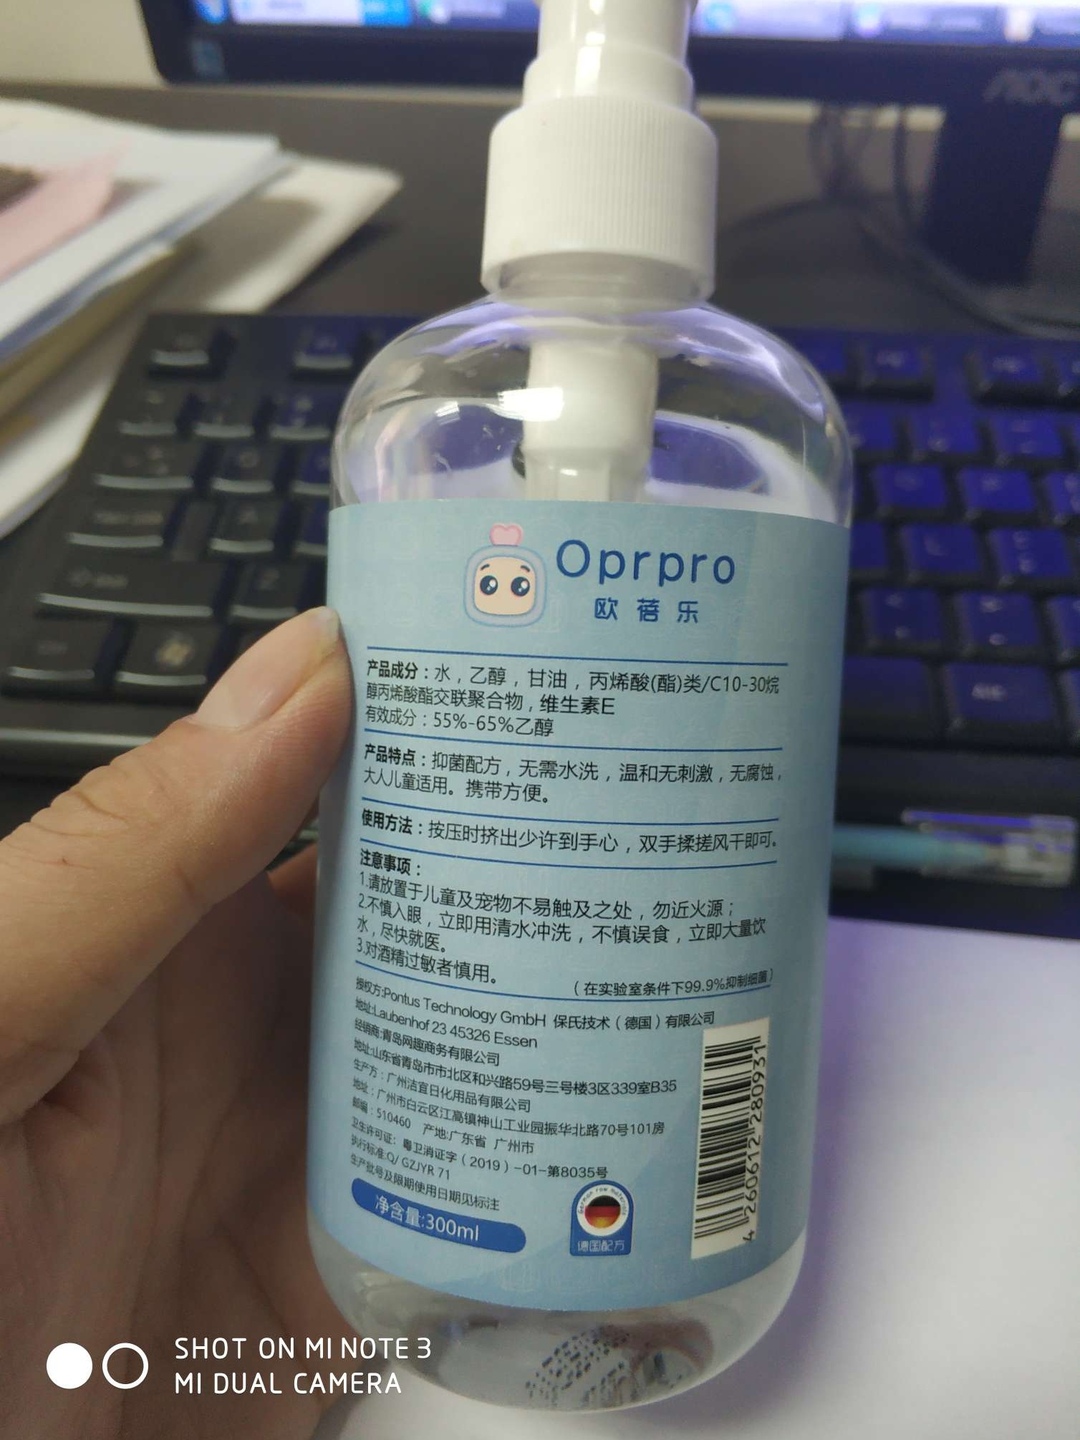 AOC
Oprpro
欧蓓乐
产品成分：水，乙醇，甘油，丙烯酸(酯)类/C10-30烷
醇丙烯酸酯交联聚合物，维生素E
有效成分：55%-65%乙醇
产品特点：抑菌配方，无需水洗，温和无刺激，无腐蚀，
大人儿童适用。携带方便。
使用方法：按压时挤出少许到手心，双手揉搓风干即可。
注意事项：
1.请放置于儿童及宠物不易触及之处，勿近火源；
2.不慎入眼，立即用清水冲洗，不慎误食，立即大量饮
水，尽快就医。
3.对酒精过敏者慎用。
（在实验室条件下99.9%抑制细菌）
授权方:Pontus Technology GmbH 保氏技术（德国）有限公司
地址:Laubenhof 23 45326 Essen
经销商:青岛网趣商务有限公司
地址:山东省青岛市市北区和兴路59号三号楼3区339室B35
生产方：广州洁宜日化用品有限公司
地址：广州市白云区江高镇神山工业园振华北路70号101房
邮编：510460 产地:广东省 广州市
卫生许可证：粤卫消证字（2019）-01-第8035号
执行标准:Q/ GZJYR 71
生产批号及限期使用日期见标注
净含量:300ml
German raw materials
德国配方
4 260612 280931
SHOT ON MI NOTE 3
MI DUAL CAMERA